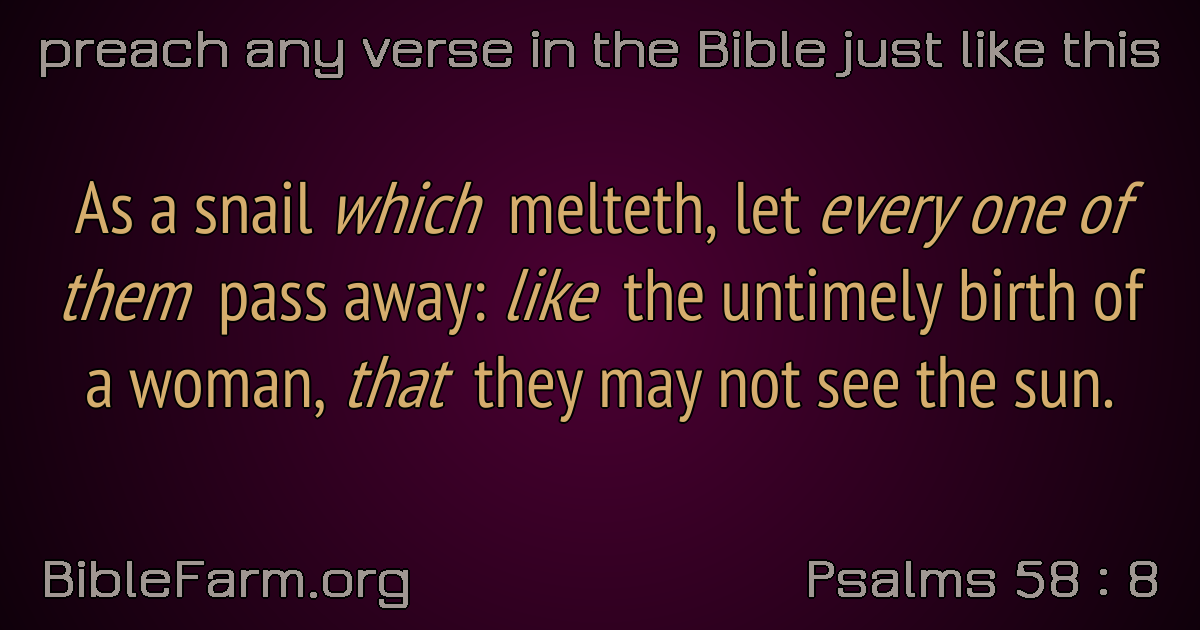 preach any verse in the Bible just like this
As a snail which melteth, let every one of
them pass away: like the untimely birth of
a woman, that they may not see the sun.
BibleFarm.org
Psalms 58 : 8